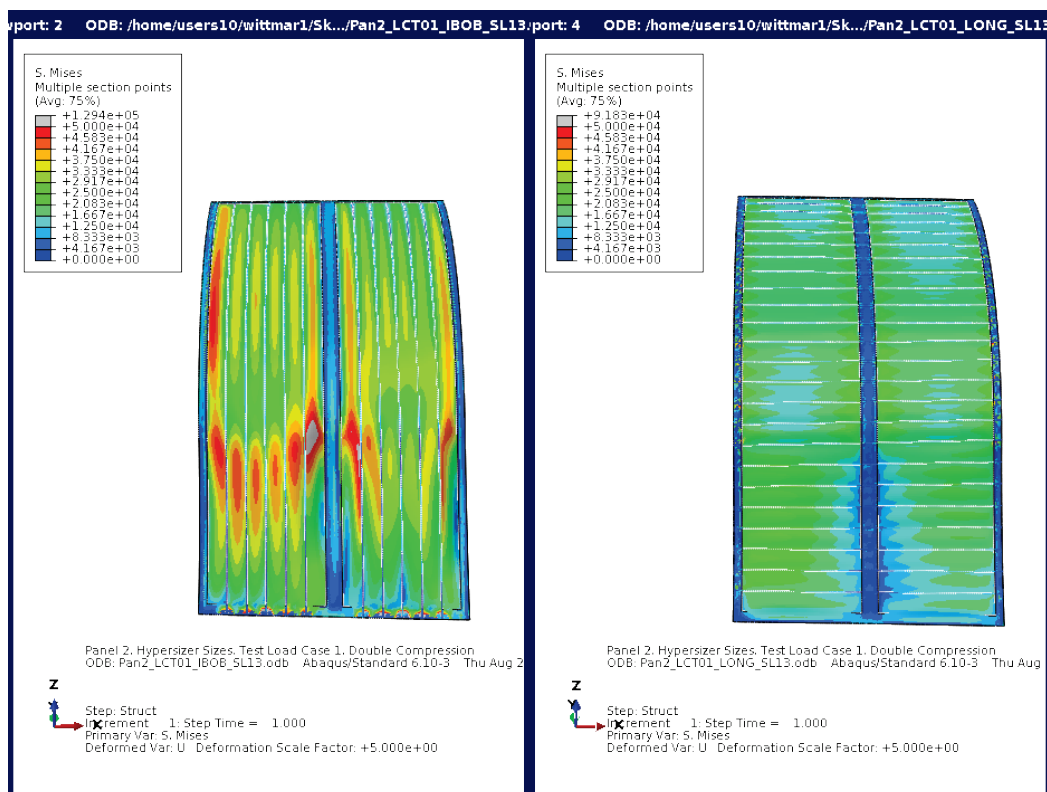 wport: 2 ODB: /home/users10/wittmar1/Sk.../Pan2_LCT01_IBOB_SL13.
S, Mises
Multiple section points
(Avg: 75%)
+1.294e+05
+5.000e+04
+4.583e+04
+4.167e+04
+3.750e+04
+3.333e+04
+2.917e+04
+2.500e+04
+2.083e+04
+1.667e+04
+1.250e+04
+8.333e+03
+4.167e+03
+0.000e+00
Panel 2. Hypersizer Sizes. Test Load Case 1. Double Compression
ODB: Pan2_LCT01_IBOB_SL13.odb Abaqus/Standard 6.10-3 Thu Aug 2
Z
X
Step: Struct
Increment 1: Step Time = 1.000
Primary Var: S, Mises
Deformed Var: U Deformation Scale Factor: +5.000e+00
port: 4 ODB: /home/users10/wittmar1/Sk.../Pan2_LCT01_LONG_SL13
S, Mises
Multiple section points
(Avg: 75%)
+9.183e+04
+5.000e+04
+4.583e+04
+4.167e+04
+3.750e+04
+3.333e+04
+2.917e+04
+2.500e+04
+2.083e+04
+1.667e+04
+1.250e+04
+8.333e+03
+4.167e+03
+0.000e+00
Panel 2. Hypersizer Sizes. Test Load Case 1. Double Compression
ODB: Pan2_LCT01_LONG_SL13.odb Abaqus/Standard 6.10-3 Thu Aug
Z
Y
X
Step: Struct
Increment 1: Step Time = 1.000
Primary Var: S, Mises
Deformed Var: U Deformation Scale Factor: +5.000e+00